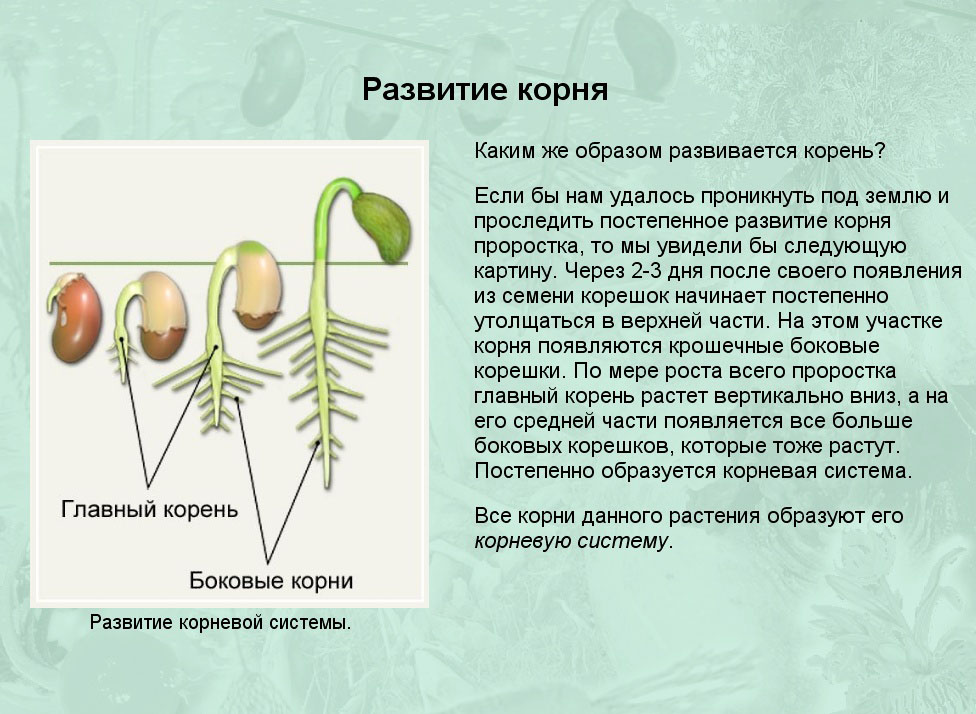 Развитие корня
Каким же образом развивается корень?
Если бы нам удалось проникнуть под землю и
проследить постепенное развитие корня
проростка, то мы увидели бы следующую
картину. Через 2-3 дня после своего появления
из семени корешок начинает постепенно
утолщаться в верхней части. На этом участке
корня появляются крошечные боковые
корешки. По мере роста всего проростка
главный корень растет вертикально вниз, а на
его средней части появляется все больше
боковых корешков, которые тоже растут.
Постепенно образуется корневая система.
Все корни данного растения образуют его
корневую систему.
Главный корень
Боковые корни
Развитие корневой системы.